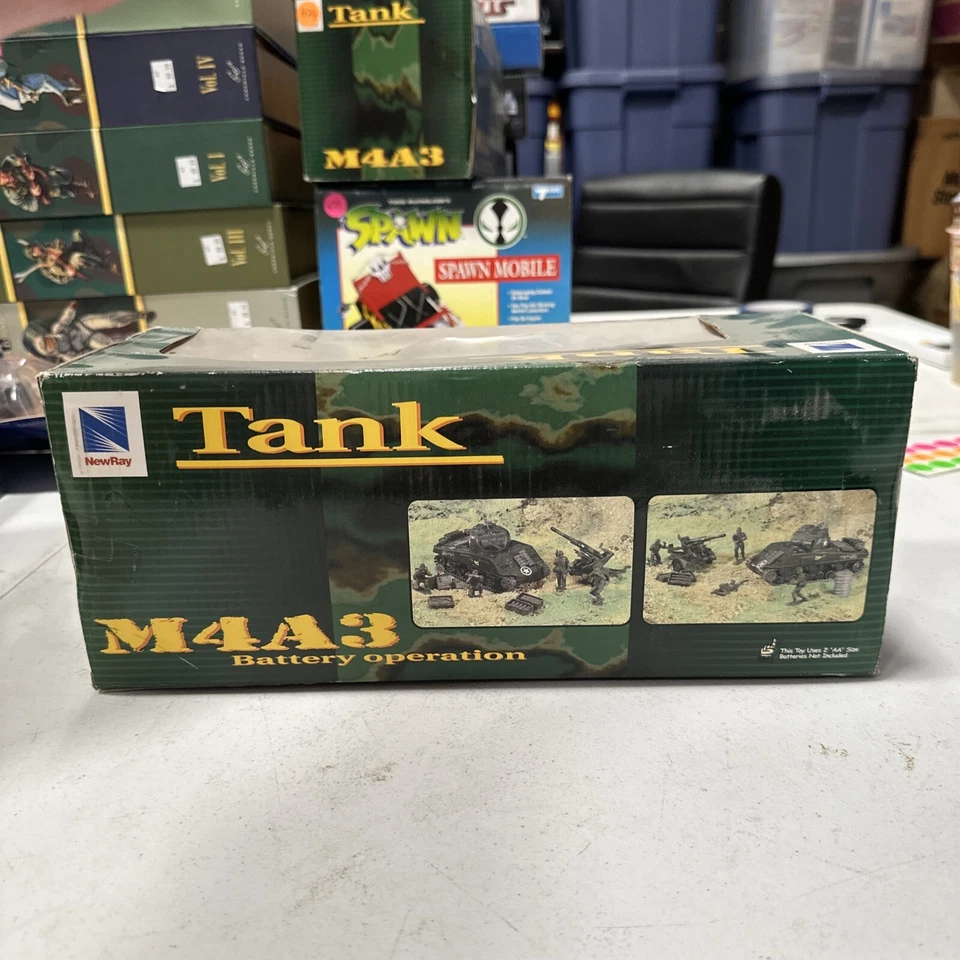 Tank
M4A3
Vol. IV
Vol. I
Vol. III
SPAWN
SPAWN MOBILE
NewRay
Tank
M4A3
Battery operation
This Toy Uses 2 "AA" Size
Batteries Not Included